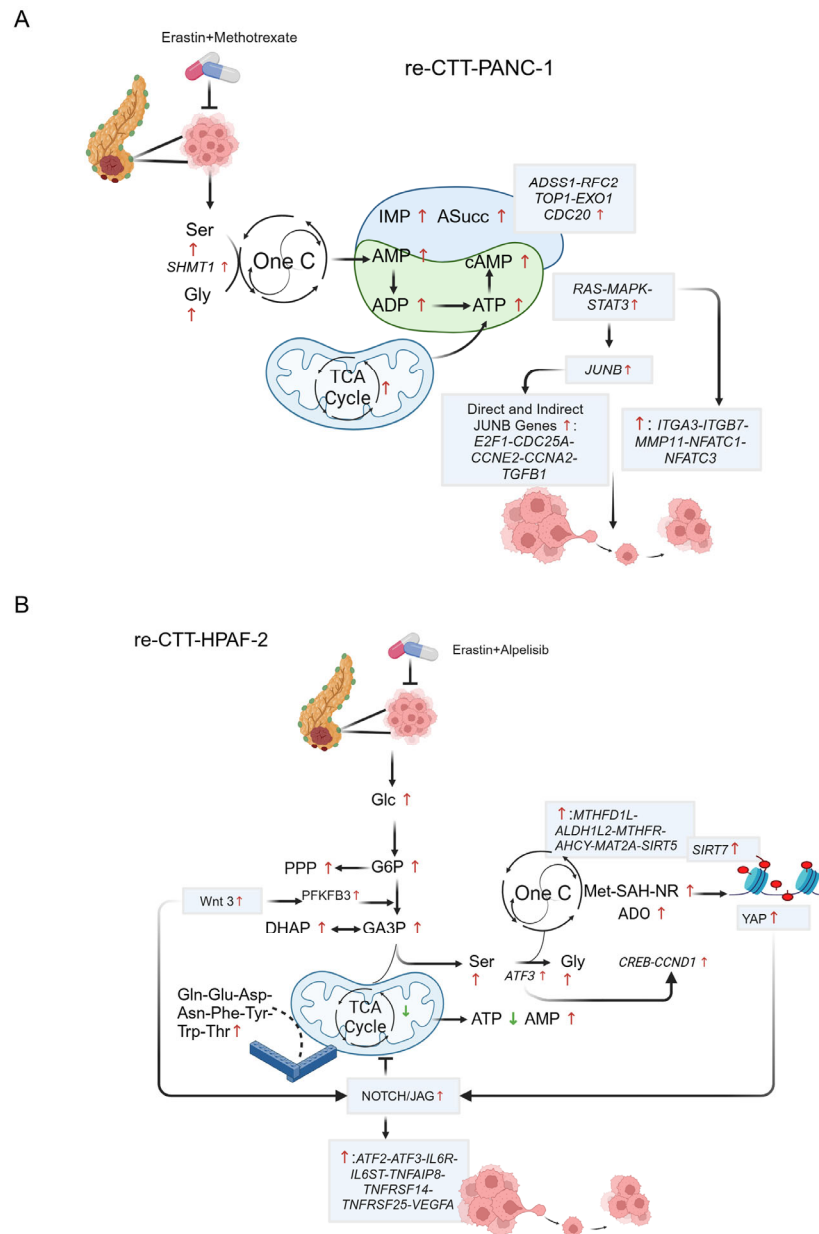 A
Erastin+Methotrexate
re-CTT-PANC-1
ADSS1-RFC2
TOP1-EXO1
CDC20 ↑
IMP ↑ ASucc ↑
Ser
↑
SHMT1 ↑
Gly
↑
One C
AMP ↑
cAMP ↑
ADP ↑
ATP ↑
RAS-MAPK-
STAT3↑
TCA
Cycle
↑
JUNB↑
Direct and Indirect
JUNB Genes ↑:
E2F1-CDC25A-
CCNE2-CCNA2-
TGFB1
↑: ITGA3-ITGB7-
MMP11-NFATC1-
NFATC3
B
re-CTT-HPAF-2
Erastin+Alpelisib
Glc ↑
↑:MTHFD1L-
ALDH1L2-MTHFR-
AHCY-MAT2A-SIRT5
SIRT7↑
PPP ↑
G6P ↑
One C
Met-SAH-NR ↑
ADO ↑
Wnt 3↑
PFKFB3↑
YAP↑
DHAP ↑
GA3P ↑
Ser
↑
ATF3 ↑
Gly
↑
CREB-CCND1 ↑
Gln-Glu-Asp-
Asn-Phe-Tyr-
Trp-Thr↑
TCA
Cycle
↓
ATP ↓ AMP ↑
NOTCH/JAG↑
↑:ATF2-ATF3-IL6R-
IL6ST-TNFAIP8-
TNFRSF14-
TNFRSF25-VEGFA